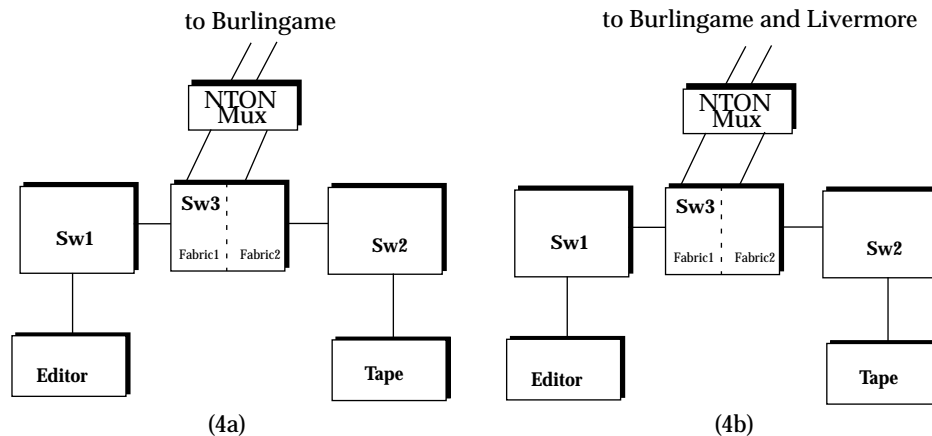 to Burlingame
NTON
Mux
Sw3
Fabric1
Fabric2
Sw1
Sw2
Editor
Tape
(4a)
to Burlingame and Livermore
NTON
Mux
Sw3
Fabric1
Fabric2
Sw1
Sw2
Editor
Tape
(4b)